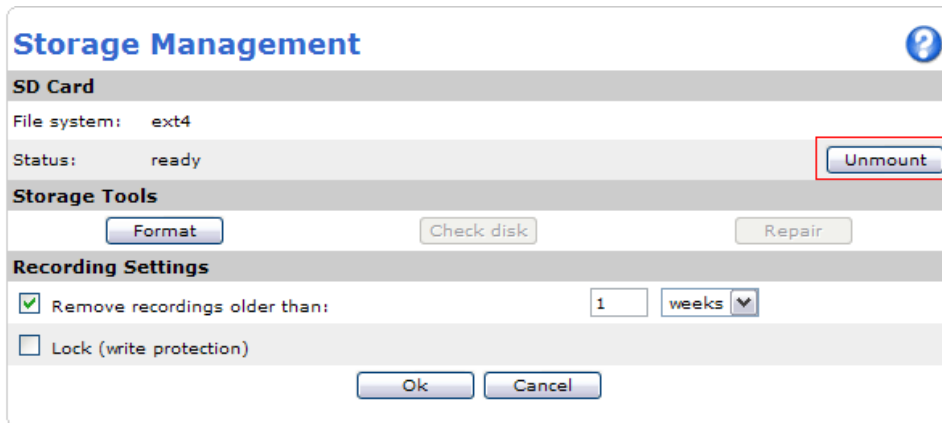 Storage Management ?
SD Card
File system: ext4
Status: ready Unmount
Storage Tools
Format Check disk Repair
Recording Settings
Remove recordings older than: 1 weeks
Lock (write protection)
Ok Cancel